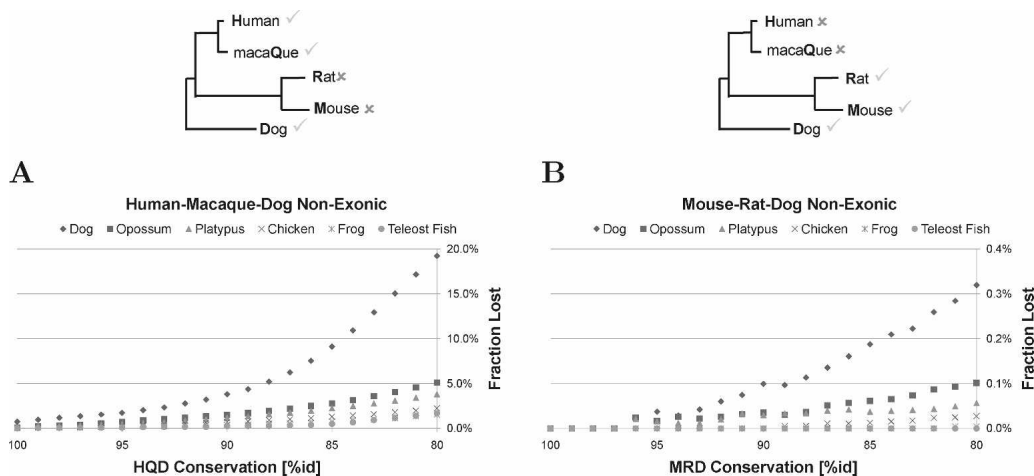 Human ✓
macaQue ✓
Rat ✘
Mouse ✘
Dog ✓
Human ✘
macaQue ✘
Rat ✓
Mouse ✓
Dog ✓
A
Human-Macaque-Dog Non-Exonic
Dog Opossum Platypus Chicken Frog Teleost Fish
20.0%
15.0%
10.0%
5.0%
0.0%
Fraction Lost
100 95 90 85 80
HQD Conservation [%id]
B
Mouse-Rat-Dog Non-Exonic
Dog Opossum Platypus Chicken Frog Teleost Fish
0.4%
0.3%
0.2%
0.1%
0.0%
Fraction Lost
100 95 90 85 80
MRD Conservation [%id]